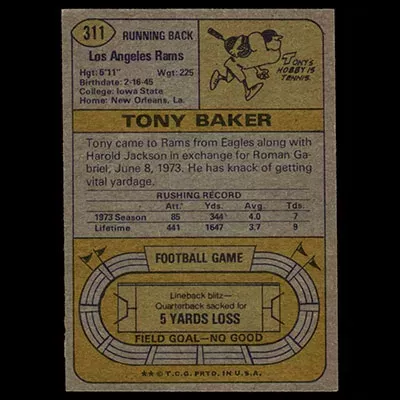 311 RUNNING BACK
Los Angeles Rams
Hgt: 5'11" Wgt: 225
Birthdate: 2-16-45
College: Iowa State
Home: New Orleans, La.
TONY'S
HOBBY IS
TENNIS.
TONY BAKER
Tony came to Rams from Eagles along with
Harold Jackson in exchange for Roman Ga-
briel, June 8, 1973. He has knack of getting
vital yardage.
RUSHING RECORD
Att. Yds. Avg. Tds.
1973 Season 85 344 4.0 7
Lifetime 441 1647 3.7 9
FOOTBALL GAME
Lineback blitz—
Quarterback sacked for
5 YARDS LOSS
FIELD GOAL—NO GOOD
★★ © T.C.G. PRTD. IN U.S.A.